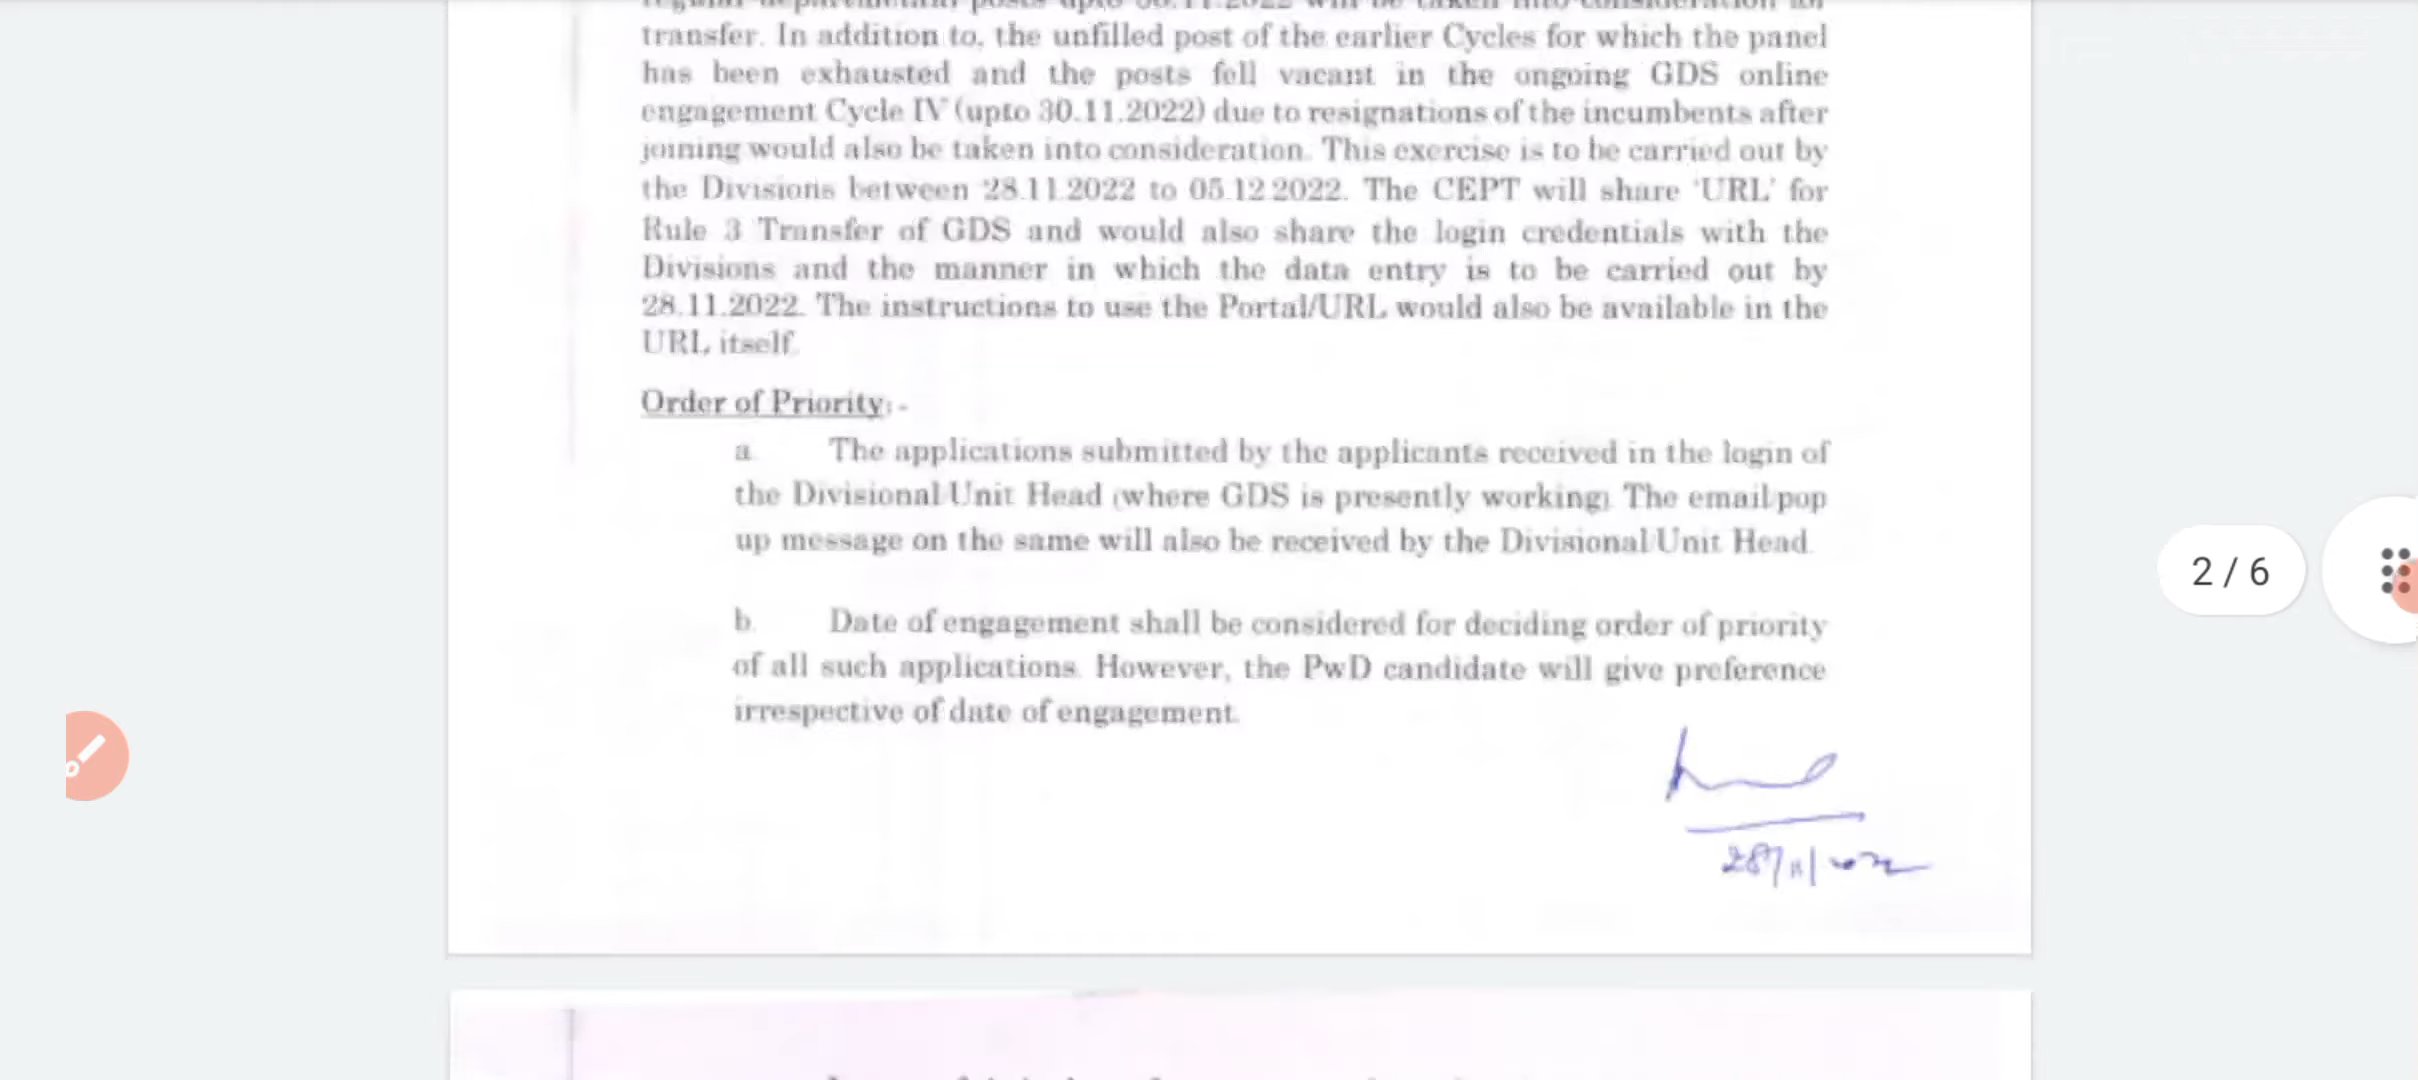 transfer. In addition to, the unfilled post of the earlier Cycles for which the panel
has been exhausted and the posts fell vacant in the ongoing GDS online
engagement Cycle IV (upto 30.11.2022) due to resignations of the incumbents after
joining would also be taken into consideration. This exercise is to be carried out by
the Divisions between 28.11.2022 to 05.12.2022. The CEPT will share 'URL' for
Rule 3 Transfer of GDS and would also share the login credentials with the
Divisions and the manner in which the data entry is to be carried out by
28.11.2022. The instructions to use the Portal/URL would also be available in the
URL itself.
Order of Priority: -
a. The applications submitted by the applicants received in the login of
the Divisional Unit Head (where GDS is presently working). The email pop
up message on the same will also be received by the Divisional Unit Head.
b. Date of engagement shall be considered for deciding order of priority
of all such applications. However, the PwD candidate will give preference
irrespective of date of engagement.
2 / 6